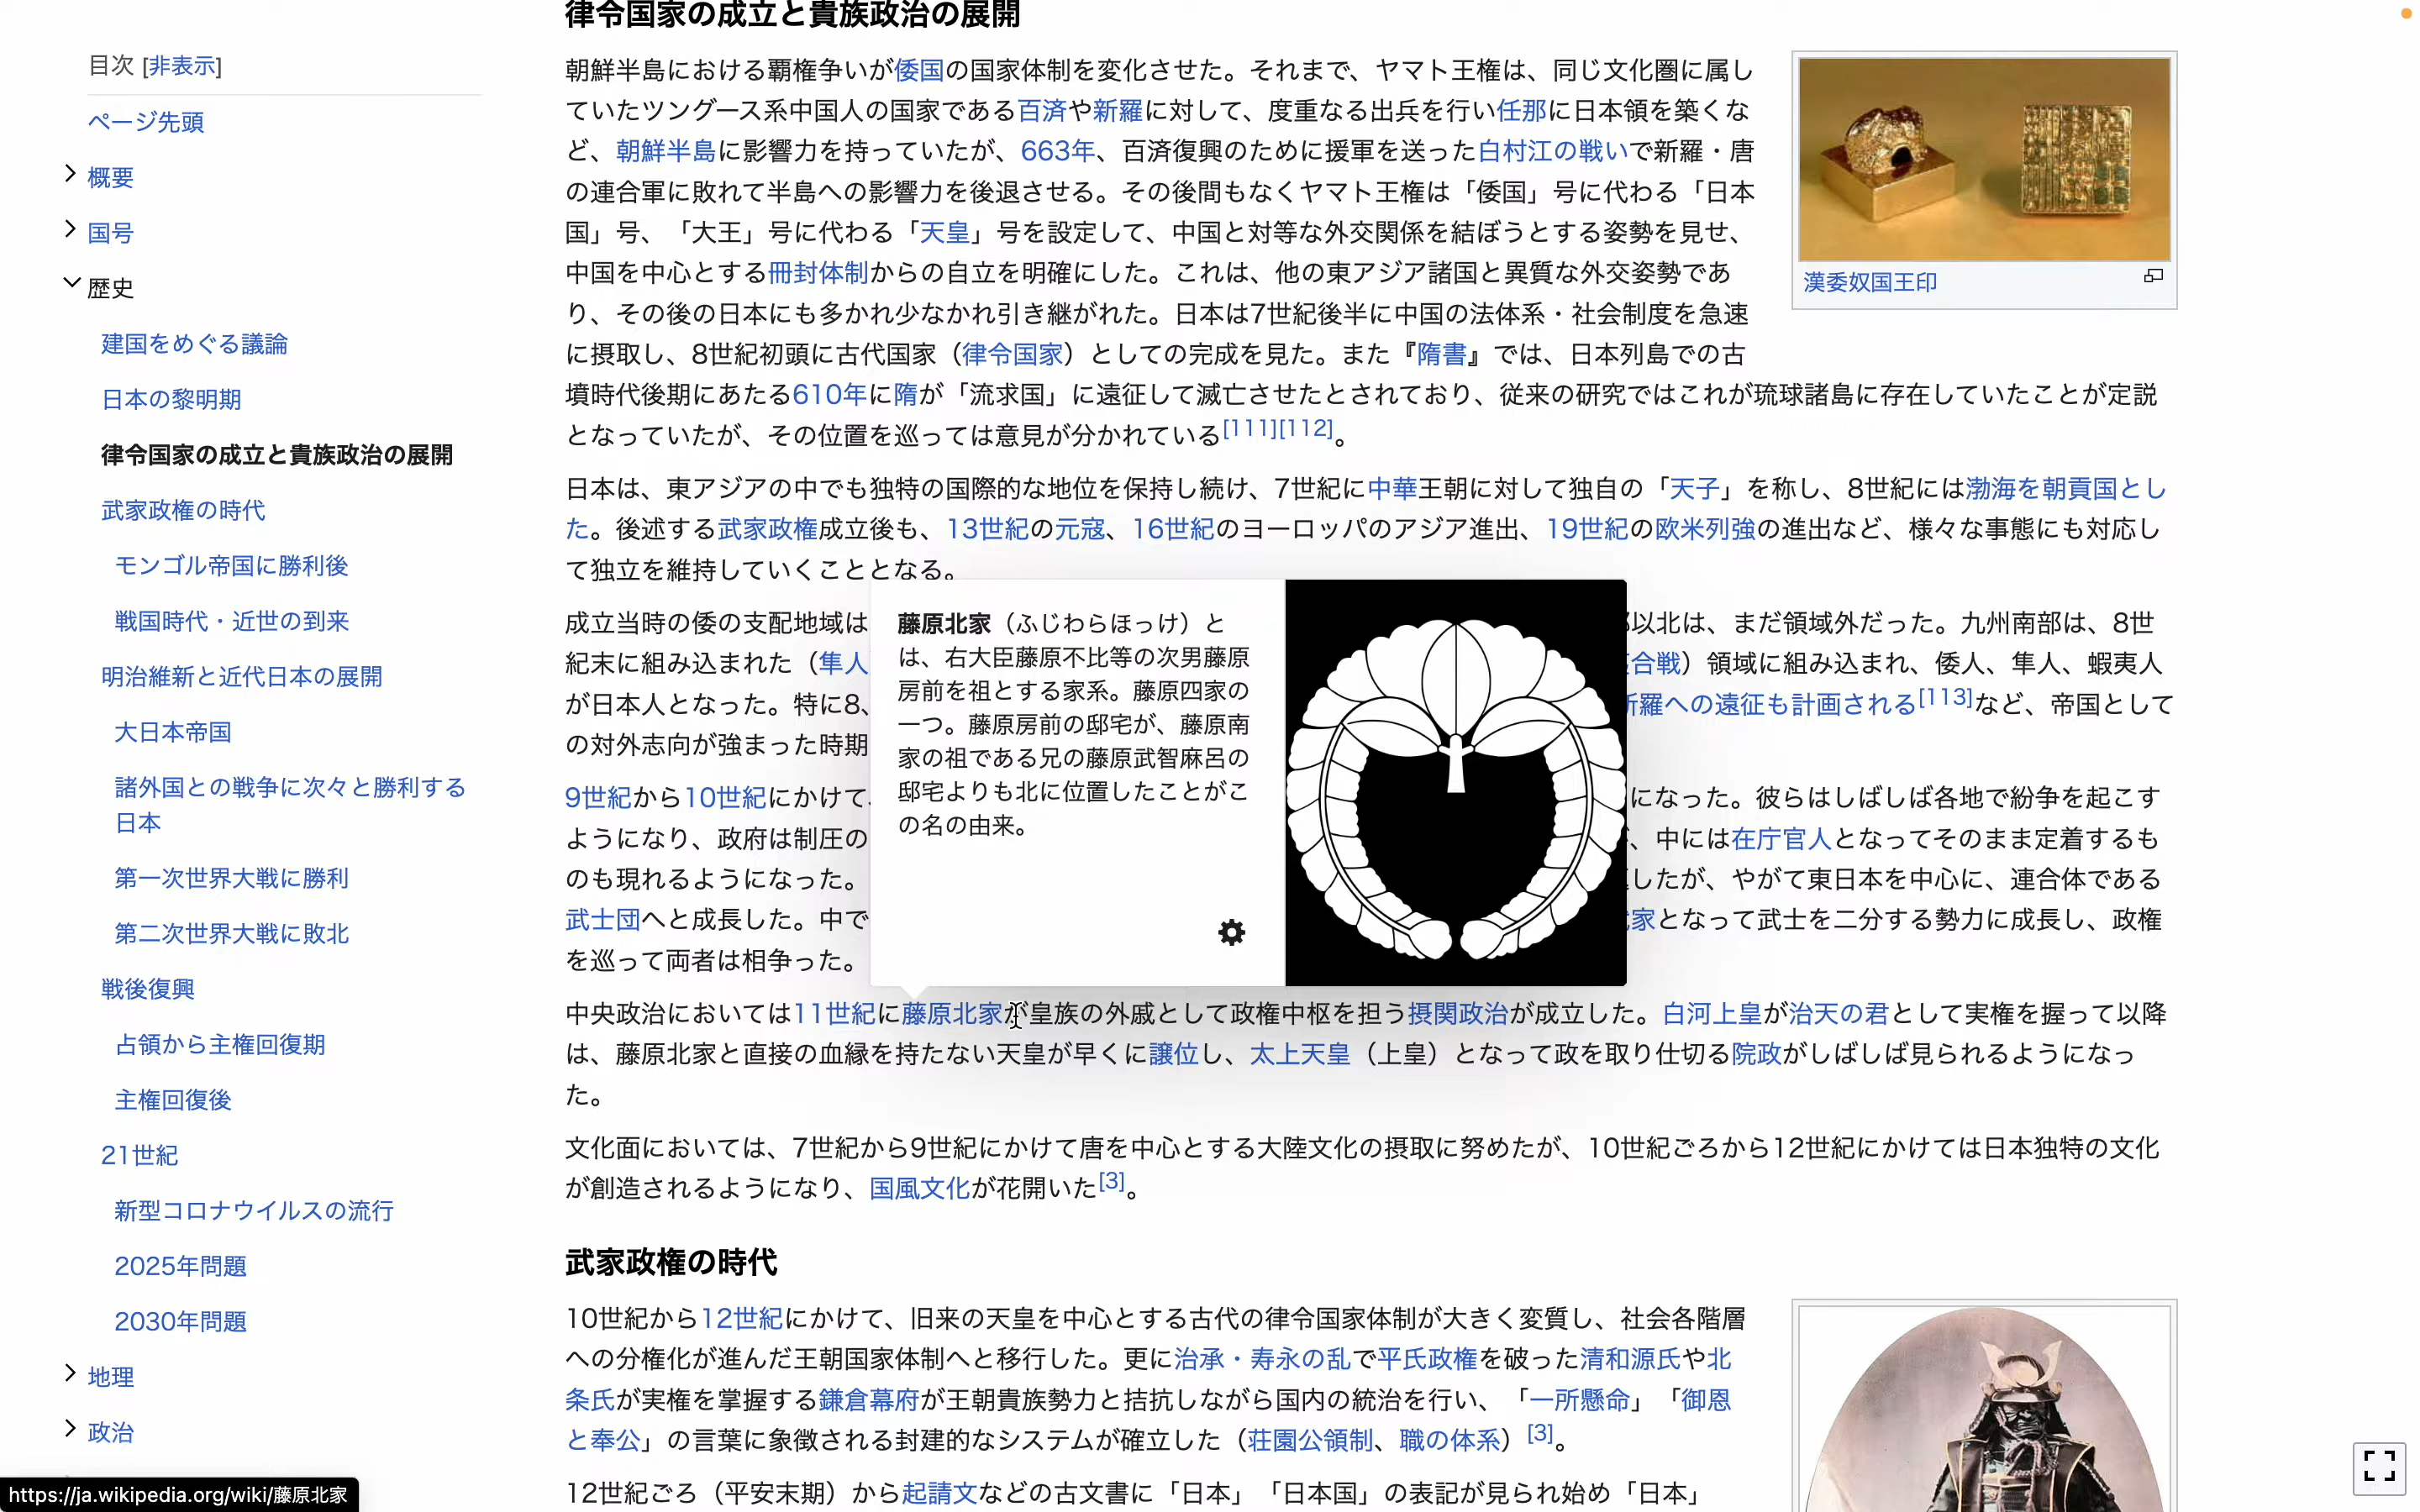 目次 [非表示]
ページ先頭
概要
国号
歴史
建国をめぐる議論
日本の黎明期
律令国家の成立と貴族政治の展開
武家政権の時代
モンゴル帝国に勝利後
戦国時代・近世の到来
明治維新と近代日本の展開
大日本帝国
諸外国との戦争に次々と勝利する
日本
第一次世界大戦に勝利
第二次世界大戦に敗北
戦後復興
占領から主権回復期
主権回復後
21世紀
新型コロナウイルスの流行
2025年問題
2030年問題
地理
政治
律令国家の成立と貴族政治の展開
朝鮮半島における覇権争いが倭国の国家体制を変化させた。それまで、ヤマト王権は、同じ文化圏に属し
ていたツングース系中国人の国家である百済や新羅に対して、度重なる出兵を行い任那に日本領を築くな
ど、朝鮮半島に影響力を持っていたが、663年、百済復興のために援軍を送った白村江の戦いで新羅・唐
の連合軍に敗れて半島への影響力を後退させる。その後間もなくヤマト王権は「倭国」号に代わる「日本
国」号、「大王」号に代わる「天皇」号を設定して、中国と対等な外交関係を結ぼうとする姿勢を見せ、
中国を中心とする冊封体制からの自立を明確にした。これは、他の東アジア諸国と異質な外交姿勢であ
り、その後の日本にも多かれ少なかれ引き継がれた。日本は7世紀後半に中国の法体系・社会制度を急速
に摂取し、8世紀初頭に古代国家（律令国家）としての完成を見た。また『隋書』では、日本列島での古
墳時代後期にあたる610年に隋が「流求国」に遠征して滅亡させたとされており、従来の研究ではこれが琉球諸島に存在していたことが定説
となっていたが、その位置を巡っては意見が分かれている[111][112]。
漢委奴国王印
日本は、東アジアの中でも独特の国際的な地位を保持し続け、7世紀に中華王朝に対して独自の「天子」を称し、8世紀には渤海を朝貢国とし
た。後述する武家政権成立後も、13世紀の元寇、16世紀のヨーロッパのアジア進出、19世紀の欧米列強の進出など、様々な事態にも対応し
て独立を維持していくこととなる。
成立当時の倭の支配地域は 以北は、まだ領域外だった。九州南部は、8世
紀末に組み込まれた（隼人 合戦）領域に組み込まれ、倭人、隼人、蝦夷人
が日本人となった。特に8、 新羅への遠征も計画される[113]など、帝国として
の対外志向が強まった時期
9世紀から10世紀にかけて、 になった。彼らはしばしば各地で紛争を起こす
ようになり、政府は制圧の 、中には在庁官人となってそのまま定着するも
のも現れるようになった。 したが、やがて東日本を中心に、連合体である
武士団へと成長した。中で 家となって武士を二分する勢力に成長し、政権
を巡って両者は相争った。
藤原北家（ふじわらほっけ）と
は、右大臣藤原不比等の次男藤原
房前を祖とする家系。藤原四家の
一つ。藤原房前の邸宅が、藤原南
家の祖である兄の藤原武智麻呂の
邸宅よりも北に位置したことがこ
の名の由来。
中央政治においては11世紀に藤原北家が皇族の外戚として政権中枢を担う摂関政治が成立した。白河上皇が治天の君として実権を握って以降
は、藤原北家と直接の血縁を持たない天皇が早くに譲位し、太上天皇（上皇）となって政を取り仕切る院政がしばしば見られるようになっ
た。
文化面においては、7世紀から9世紀にかけて唐を中心とする大陸文化の摂取に努めたが、10世紀ごろから12世紀にかけては日本独特の文化
が創造されるようになり、国風文化が花開いた[3]。
武家政権の時代
10世紀から12世紀にかけて、旧来の天皇を中心とする古代の律令国家体制が大きく変質し、社会各階層
への分権化が進んだ王朝国家体制へと移行した。更に治承・寿永の乱で平氏政権を破った清和源氏や北
条氏が実権を掌握する鎌倉幕府が王朝貴族勢力と拮抗しながら国内の統治を行い、「一所懸命」「御恩
と奉公」の言葉に象徴される封建的なシステムが確立した（荘園公領制、職の体系）[3]。
12世紀ごろ（平安末期）から起請文などの古文書に「日本」「日本国」の表記が見られ始め「日本」
https://ja.wikipedia.org/wiki/藤原北家